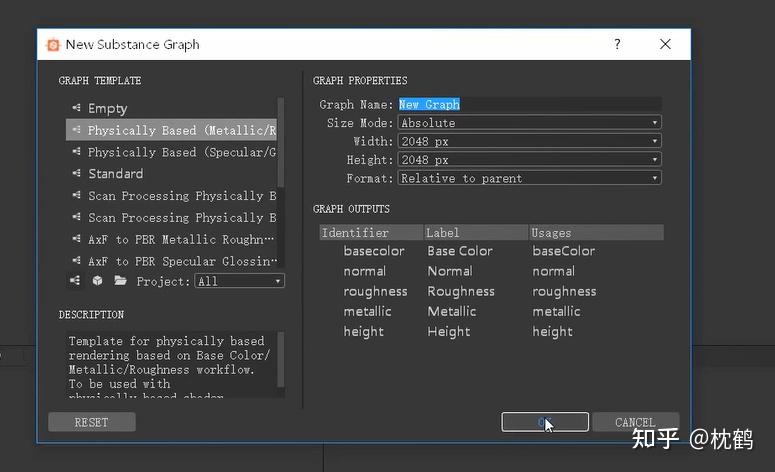 New Substance Graph
?
GRAPH TEMPLATE
Empty
Physically Based (Metallic/R
Physically Based (Specular/G
Standard
Scan Processing Physically B
Scan Processing Physically B
AxF to PBR Metallic Roughn…
AxF to PBR Specular Glossin…
Project: All
DESCRIPTION
Template for physically based
rendering based on Base Color/
Metallic/Roughness workflow.
To be used with
physically based shader
RESET
GRAPH PROPERTIES
Graph Name: New Graph
Size Mode: Absolute
Width: 2048 px
Height: 2048 px
Format: Relative to parent
GRAPH OUTPUTS
Identifier Label Usages
basecolor Base Color baseColor
normal Normal normal
roughness Roughness roughness
metallic Metallic metallic
height Height height
OK CANCEL
知乎 @枕鹤